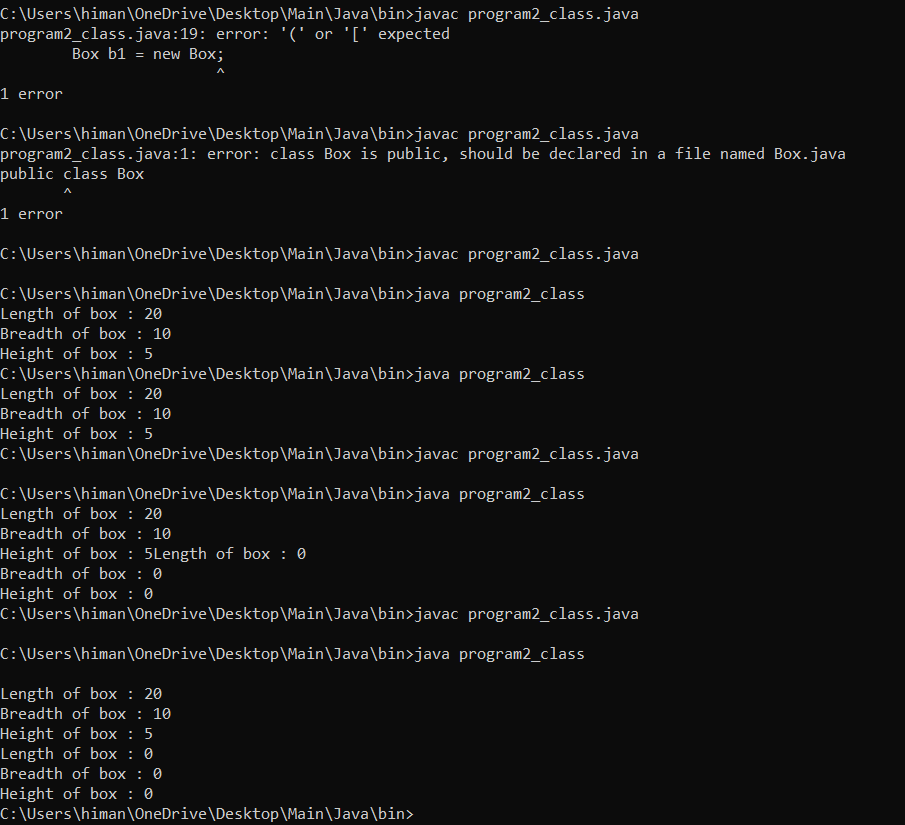 C:\Users\himan\OneDrive\Desktop\Main\Java\bin>javac program2_class.java
program2_class.java:19: error: '(' or '[' expected
        Box b1 = new Box;
                        ^
1 error
C:\Users\himan\OneDrive\Desktop\Main\Java\bin>javac program2_class.java
program2_class.java:1: error: class Box is public, should be declared in a file named Box.java
public class Box
       ^
1 error
C:\Users\himan\OneDrive\Desktop\Main\Java\bin>javac program2_class.java
C:\Users\himan\OneDrive\Desktop\Main\Java\bin>java program2_class
Length of box : 20
Breadth of box : 10
Height of box : 5
C:\Users\himan\OneDrive\Desktop\Main\Java\bin>java program2_class
Length of box : 20
Breadth of box : 10
Height of box : 5
C:\Users\himan\OneDrive\Desktop\Main\Java\bin>javac program2_class.java
C:\Users\himan\OneDrive\Desktop\Main\Java\bin>java program2_class
Length of box : 20
Breadth of box : 10
Height of box : 5Length of box : 0
Breadth of box : 0
Height of box : 0
C:\Users\himan\OneDrive\Desktop\Main\Java\bin>javac program2_class.java
C:\Users\himan\OneDrive\Desktop\Main\Java\bin>java program2_class
Length of box : 20
Breadth of box : 10
Height of box : 5
Length of box : 0
Breadth of box : 0
Height of box : 0
C:\Users\himan\OneDrive\Desktop\Main\Java\bin>